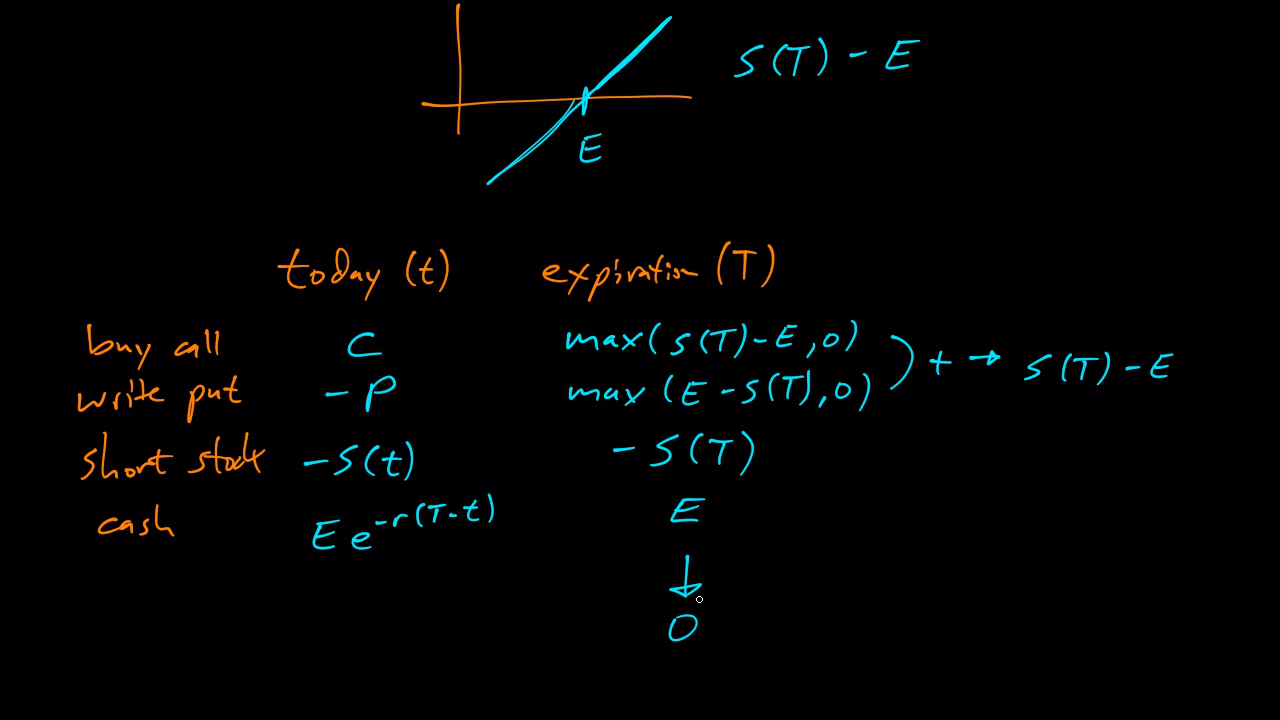 S(T) - E
E
today (t) expiration (T)
buy call C max(S(T)-E,0) ) + → S(T) - E
write put -P max(E-S(T),0)
short stock -S(t) -S(T)
cash Ee^{-r(T-t)} E
↓
0